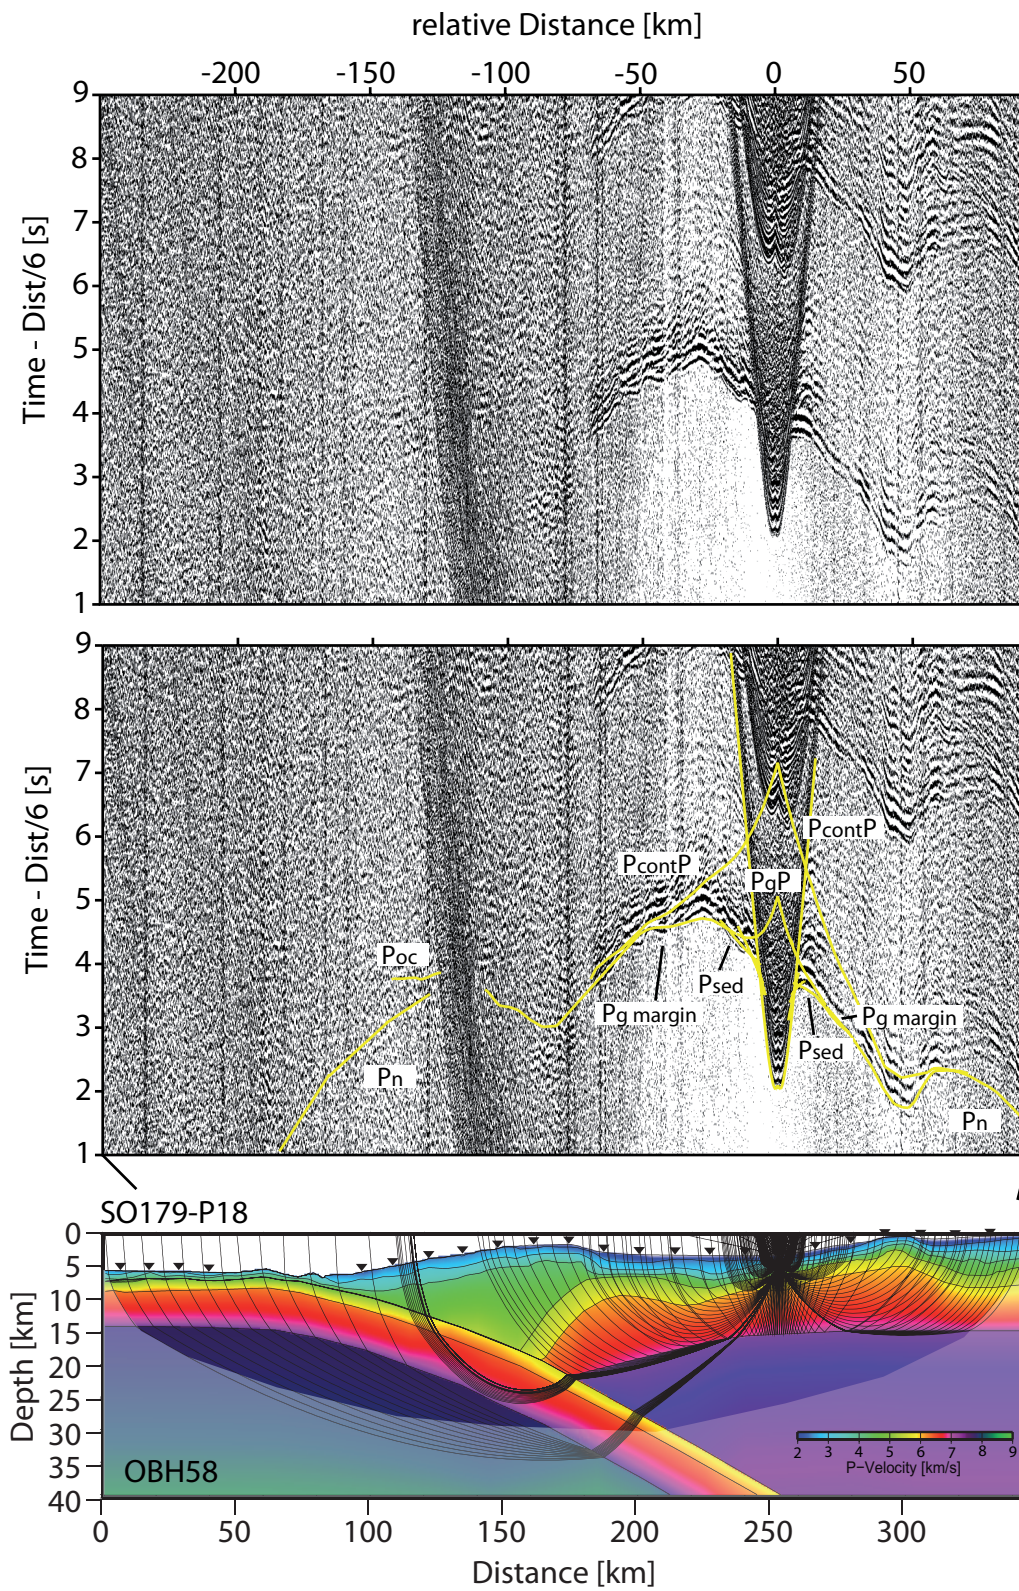 relative Distance [km]
-200 -150 -100 -50 0 50
9
8
7
6
5
4
3
2
1
Time - Dist/6 [s]
9
8
7
6
5
4
3
2
1
Time - Dist/6 [s]
PcontP
PcontP
PgP
Poc
Psed
Pg margin
Pg margin
Psed
Pn
Pn
SO179-P18
0
5
10
15
20
25
30
35
40
Depth [km]
OBH58
2 3 4 5 6 7 8 9
P-Velocity [km/s]
0 50 100 150 200 250 300
Distance [km]